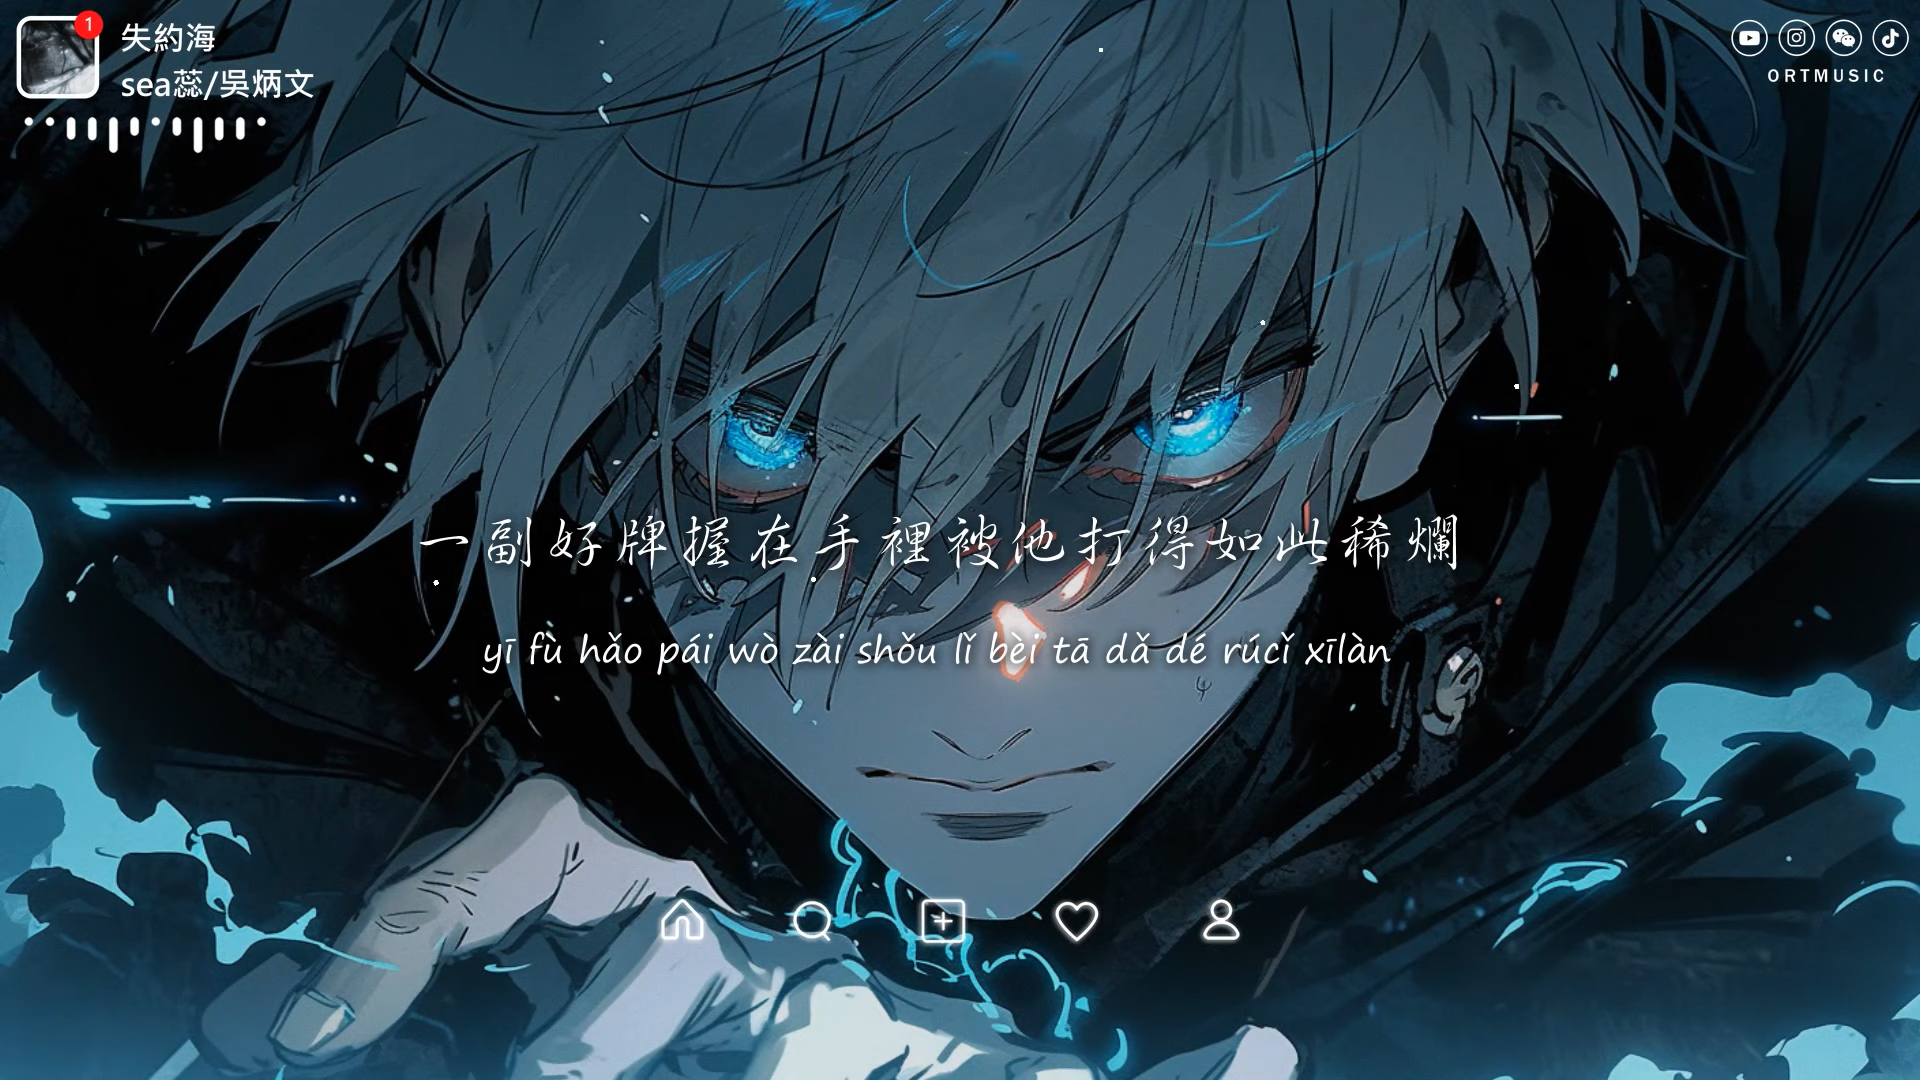 1
失約海
sea蕊/吳炳文
ORTMUSIC
一副好牌握在手裡被他打得如此稀爛
yī fù hǎo pái wò zài shǒu lǐ bèi tā dǎ dé rúcǐ xīlàn